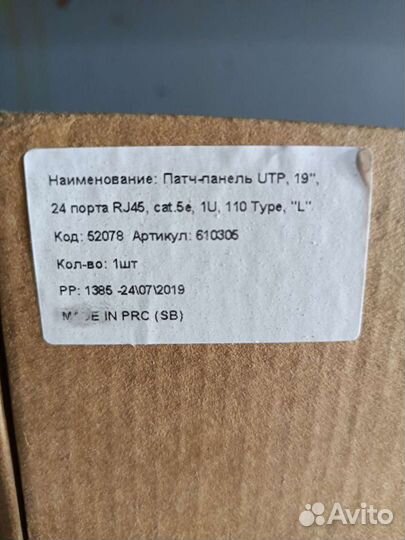 Наименование: Патч-панель UTP, 19",
24 порта RJ45, cat.5e, 1U, 110 Type, "L"
Код: 52078 Артикул: 610305
Кол-во: 1шт
PP: 1385 -24\07\2019
MADE IN PRC (SB)
Avito